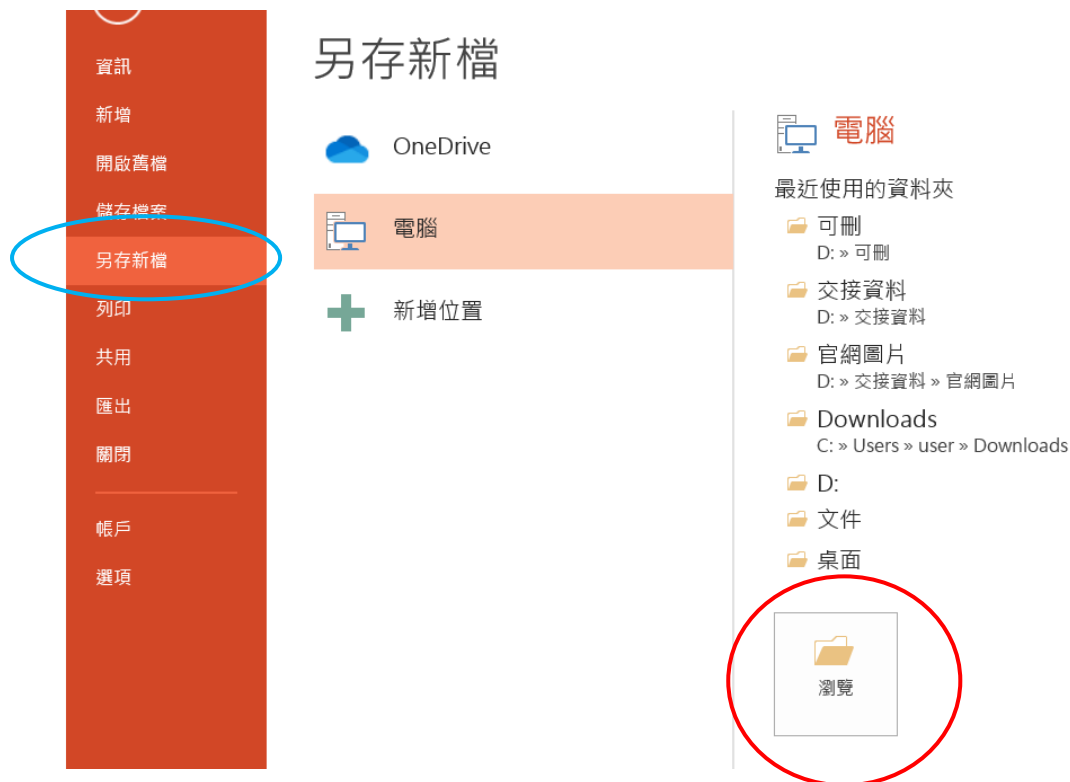 資訊
新增
開啟舊檔
儲存檔案
另存新檔
列印
共用
匯出
關閉
帳戶
選項
另存新檔
OneDrive
電腦
新增位置
電腦
最近使用的資料夾
可刪
D: » 可刪
交接資料
D: » 交接資料
官網圖片
D: » 交接資料 » 官網圖片
Downloads
C: » Users » user » Downloads
D:
文件
桌面
瀏覽